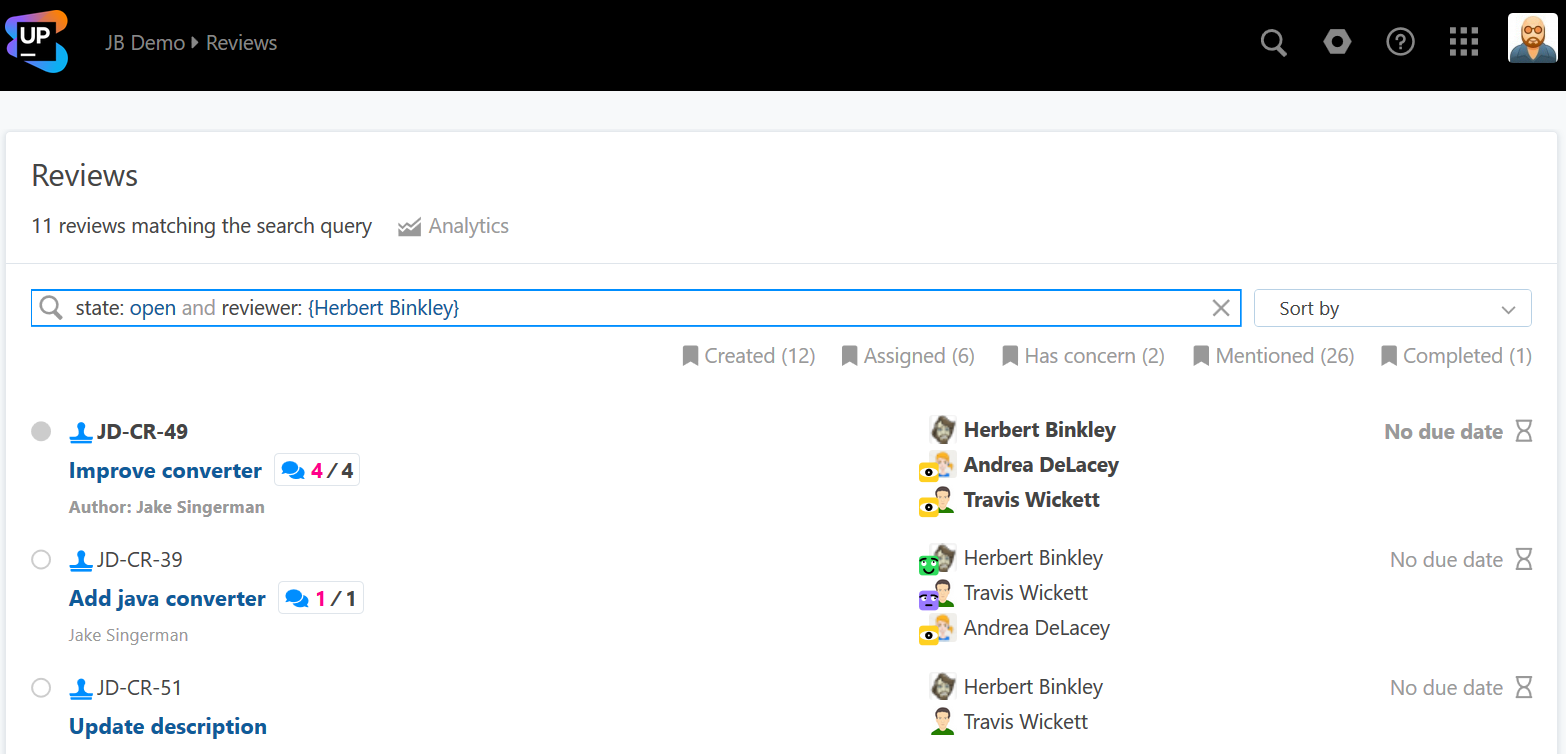 UP
JB Demo Reviews
Reviews
11 reviews matching the search query Analytics
state: open and reviewer: {Herbert Binkley} Sort by
Created (12) Assigned (6) Has concern (2) Mentioned (26) Completed (1)
JD-CR-49
Improve converter 4 / 4
Author: Jake Singerman
Herbert Binkley
Andrea DeLacey
Travis Wickett
No due date
JD-CR-39
Add java converter 1 / 1
Jake Singerman
Herbert Binkley
Travis Wickett
Andrea DeLacey
No due date
JD-CR-51
Update description
Herbert Binkley
Travis Wickett
No due date